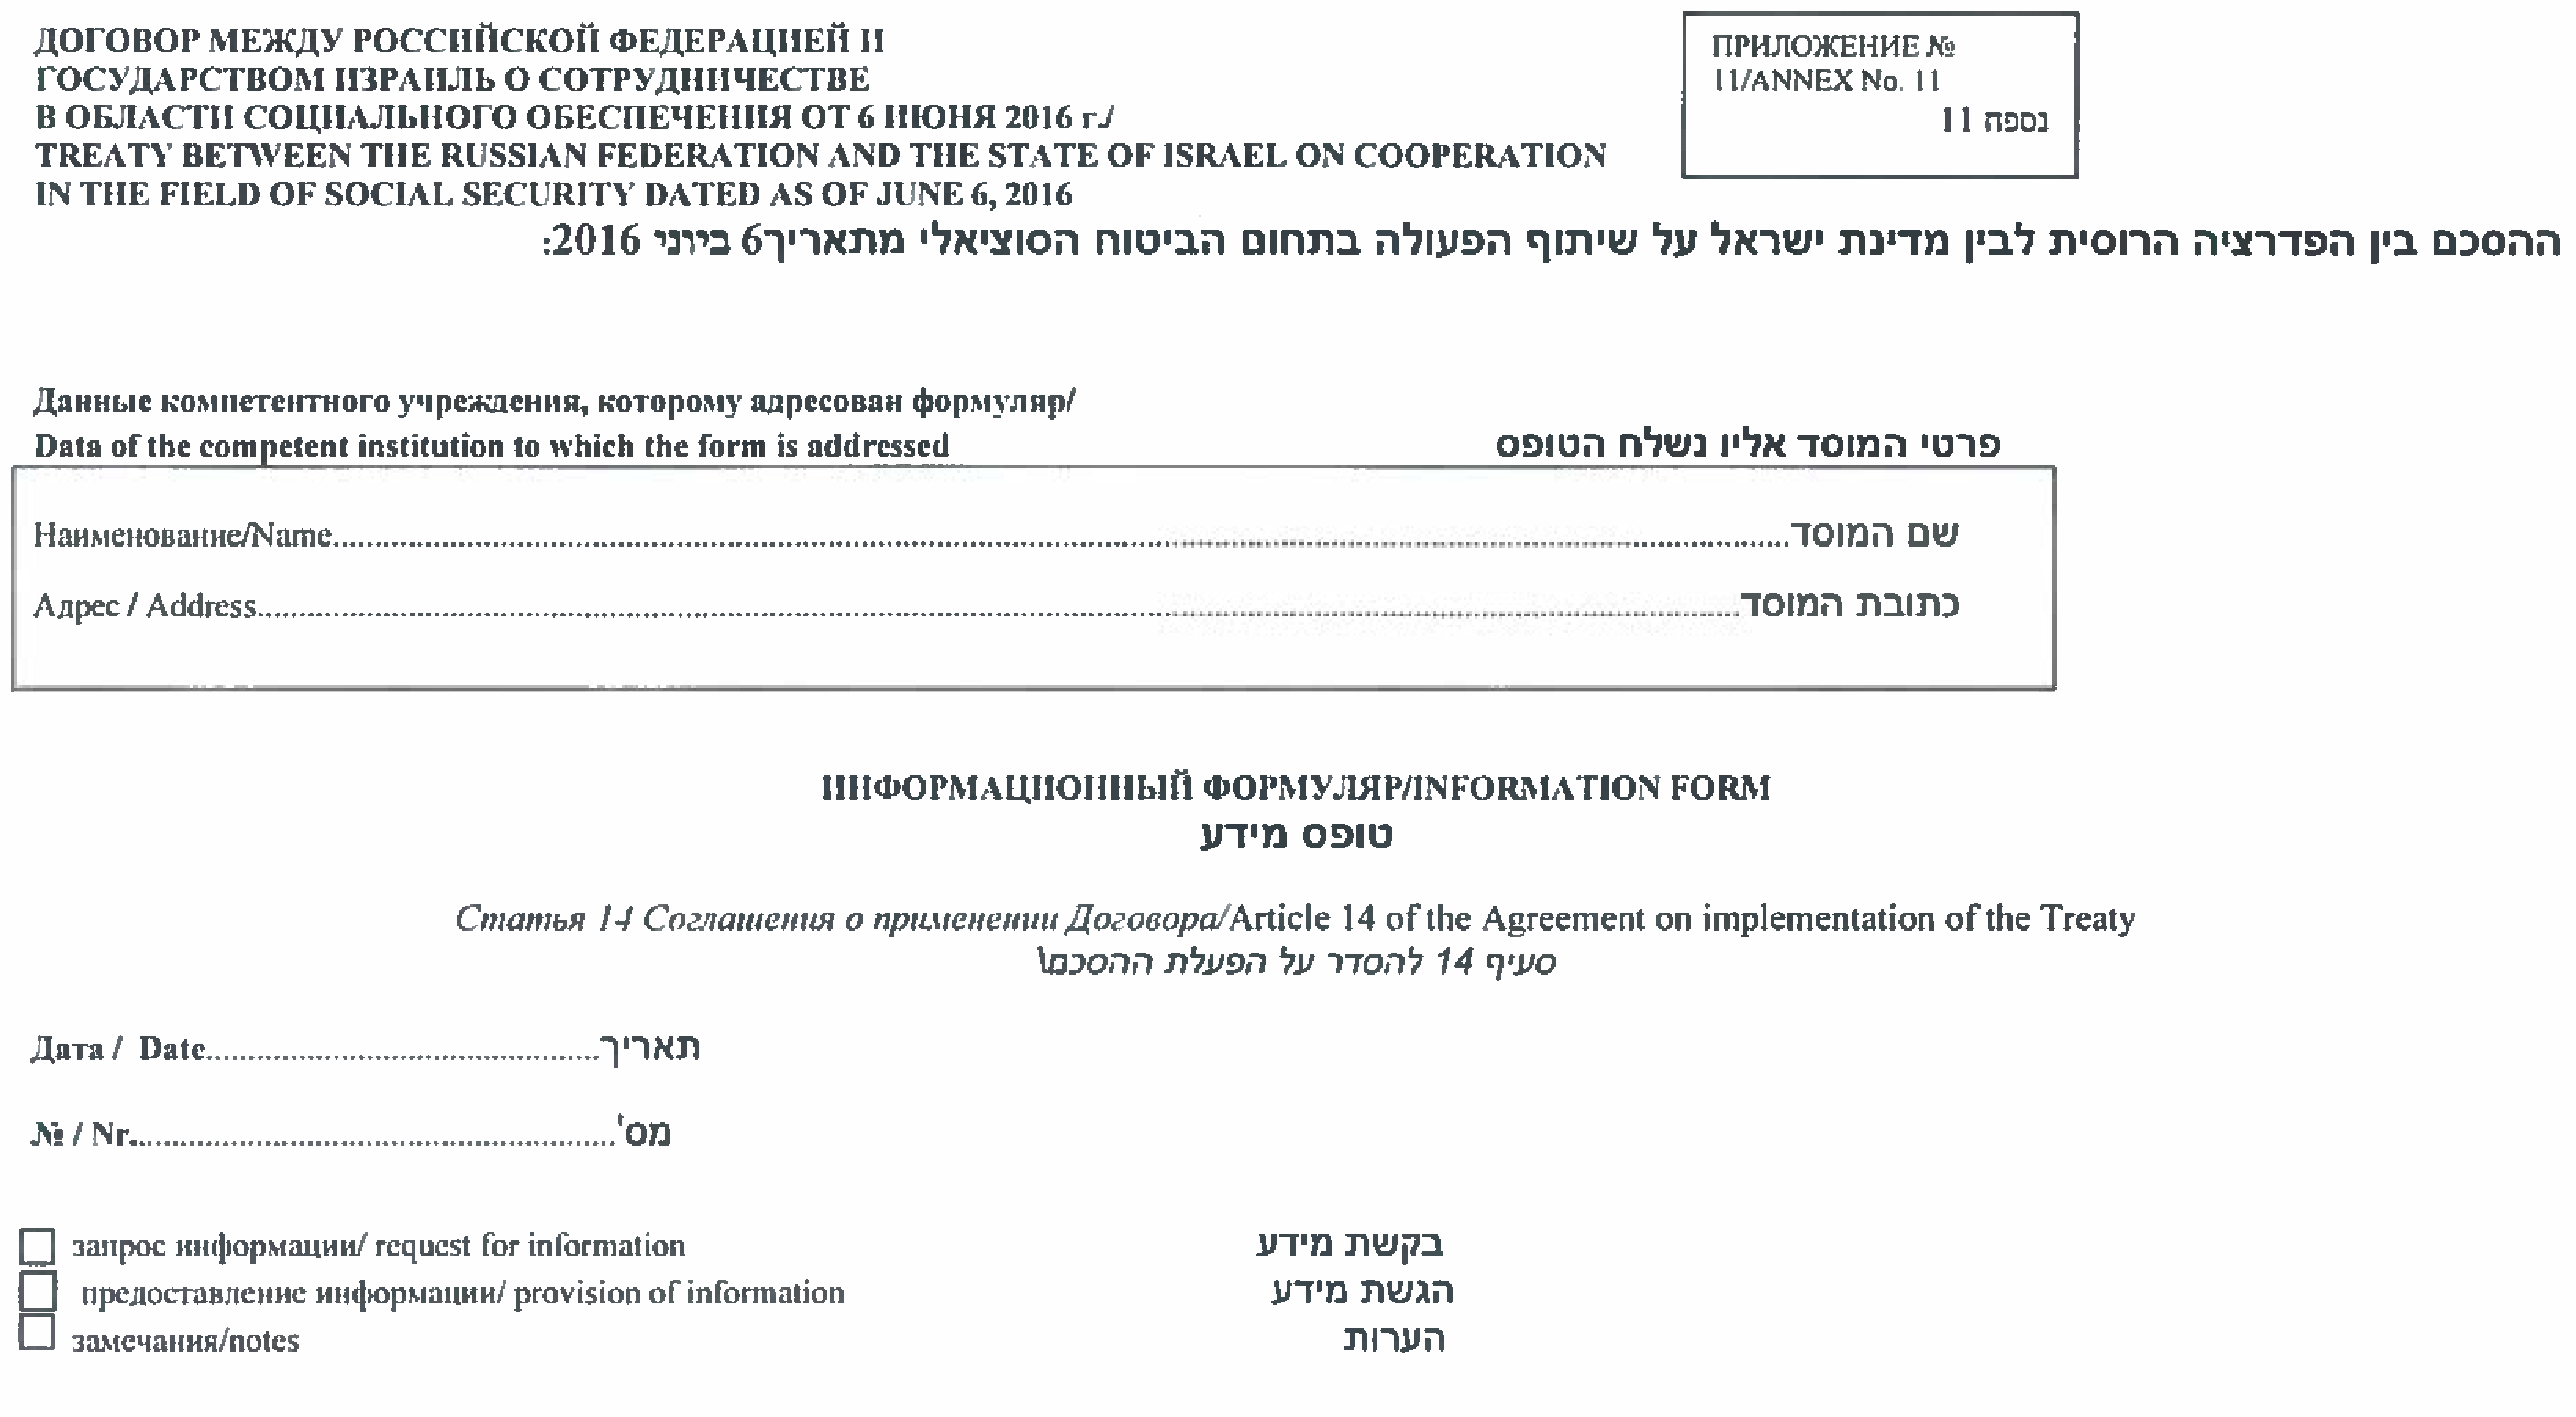 ДОГОВОР МЕЖДУ РОССИЙСКОЙ ФЕДЕРАЦИЕЙ И
ГОСУДАРСТВОМ ИЗРАИЛЬ О СОТРУДНИЧЕСТВЕ
В ОБЛАСТИ СОЦИАЛЬНОГО ОБЕСПЕЧЕНИЯ ОТ 6 ИЮНЯ 2016 г./
TREATY BETWEEN THE RUSSIAN FEDERATION AND THE STATE OF ISRAEL ON COOPERATION
IN THE FIELD OF SOCIAL SECURITY DATED AS OF JUNE 6, 2016
ПРИЛОЖЕНИЕ №
11/ANNEX No. 11
נספח 11
ההסכם בין הפדרציה הרוסית לבין מדינת ישראל על שיתוף הפעולה בתחום הביטוח הסוציאלי מתאריך6 ביוני 2016:
Данные компетентного учреждения, которому адресован формуляр/
Data of the competent institution to which the form is addressed פרטי המוסד אליו נשלח הטופס
Наименование/Name.......... שם המוסד
Адрес / Address.......... כתובת המוסד
ИНФОРМАЦИОННЫЙ ФОРМУЛЯР/INFORMATION FORM
טופס מידע
Статья 14 Соглашения о применении Договора/Article 14 of the Agreement on implementation of the Treaty
סעיף 14 להסדר על הפעלת ההסכם\
Дата / Date.......... תאריך
№ / Nr.......... מס'
запрос информации/ request for information בקשת מידע
предоставление информации/ provision of information הגשת מידע
замечания/notes הערות